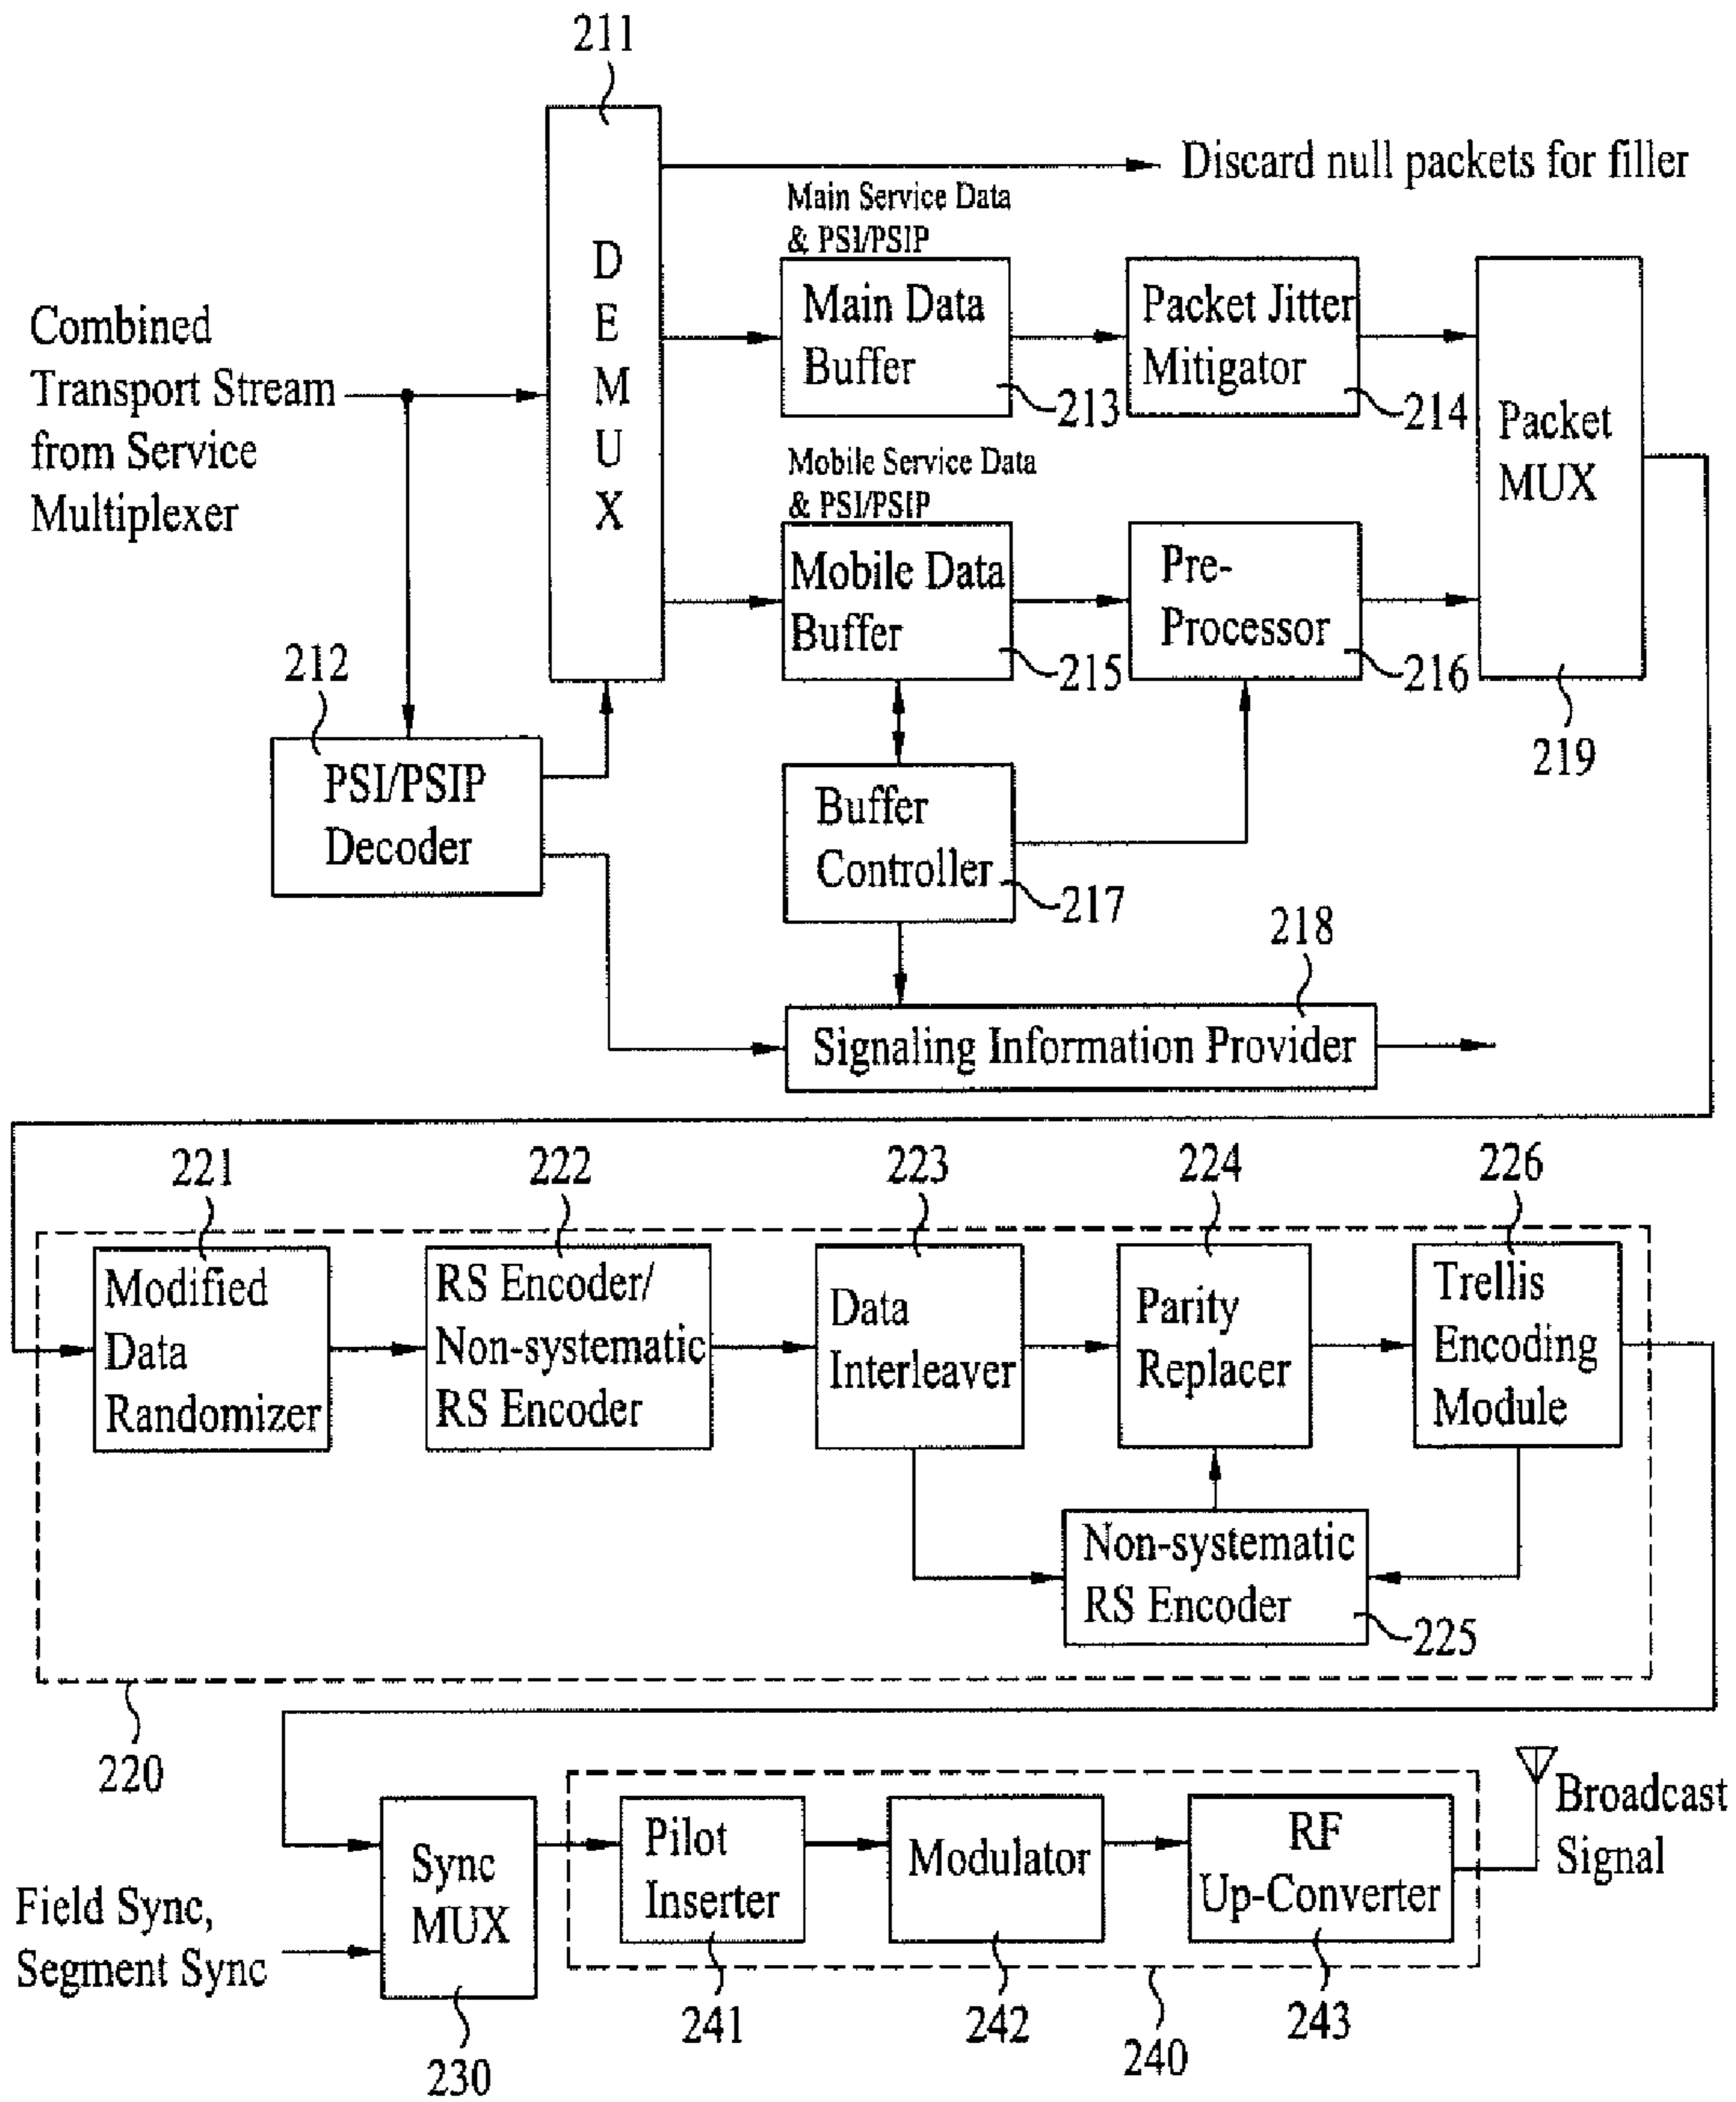 211
Discard null packets for filler
Main Service Data
& PSI/PSIP
D
E
M
U
X
Main Data
Buffer
213
Packet Jitter
Mitigator
214
Packet
MUX
219
Combined
Transport Stream
from Service
Multiplexer
Mobile Service Data
& PSI/PSIP
Mobile Data
Buffer
215
Pre-
Processor
216
212
PSI/PSIP
Decoder
Buffer
Controller
217
218
Signaling Information Provider
221
222
223
224
226
Modified
Data
Randomizer
RS Encoder/
Non-systematic
RS Encoder
Data
Interleaver
Parity
Replacer
Trellis
Encoding
Module
Non-systematic
RS Encoder
225
220
Sync
MUX
230
Field Sync,
Segment Sync
Pilot
Inserter
241
Modulator
242
RF
Up-Converter
243
240
Broadcast
Signal